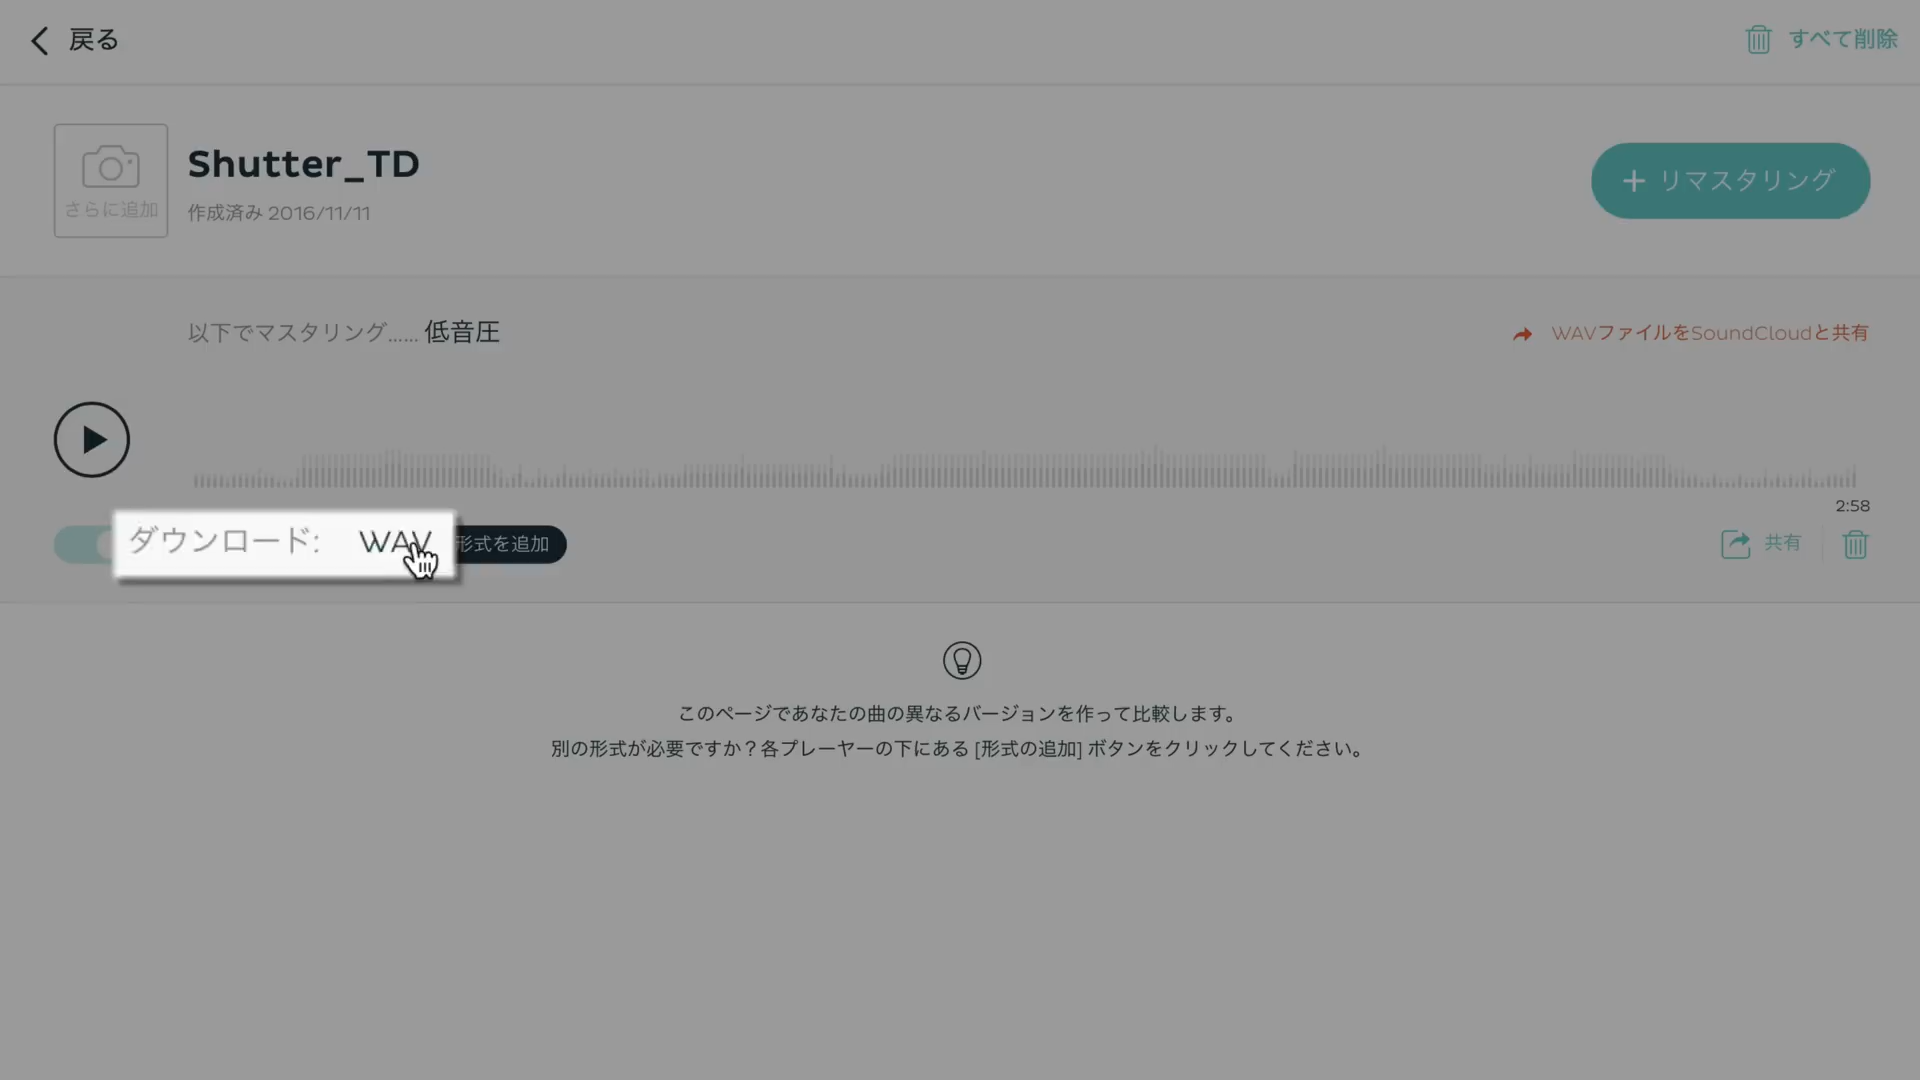 戻る
すべて削除
さらに追加
Shutter_TD
作成済み 2016/11/11
+ リマスタリング
以下でマスタリング...... 低音圧
WAVファイルをSoundCloudと共有
2:58
ダウンロード: WAV
形式を追加
共有
このページであなたの曲の異なるバージョンを作って比較します。
別の形式が必要ですか？各プレーヤーの下にある [形式の追加] ボタンをクリックしてください。